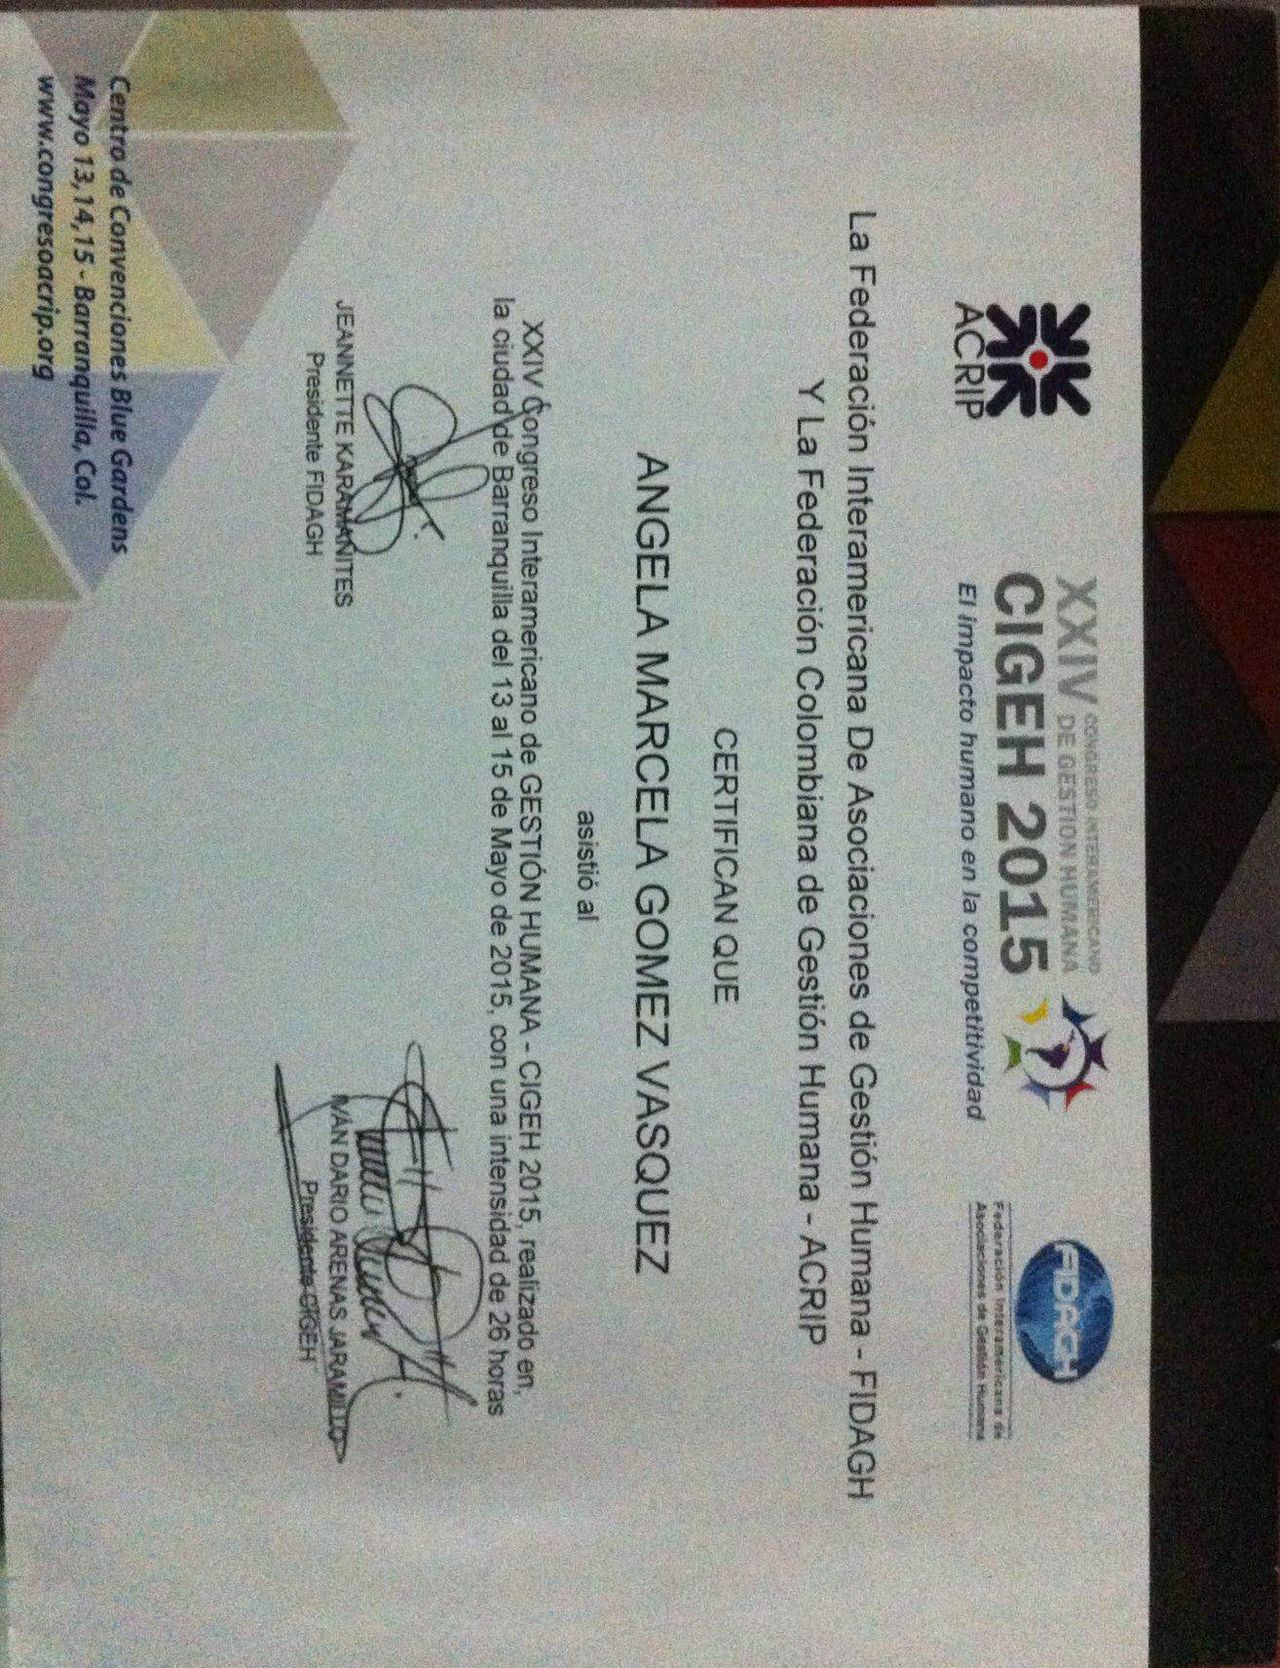 ACRIP
XXIV CONGRESO INTERAMERICANO
DE GESTION HUMANA
CIGEH 2015
El impacto humano en la competitividad
FIDAGH
Federación Interamericana de
Asociaciones de Gestión Humana
La Federación Interamericana De Asociaciones de Gestión Humana - FIDAGH
Y La Federación Colombiana de Gestión Humana - ACRIP
CERTIFICAN QUE
ANGELA MARCELA GOMEZ VASQUEZ
asistió al
XXIV Congreso Interamericano de GESTIÓN HUMANA - CIGEH 2015, realizado en,
la ciudad de Barranquilla del 13 al 15 de Mayo de 2015, con una intensidad de 26 horas
JEANNETTE KARAMAÑITES
Presidente FIDAGH
IVÁN DARIO ARENAS JARAMILLO
Presidente CIGEH
Centro de Convenciones Blue Gardens
Mayo 13,14,15 - Barranquilla, Col.
www.congresoacrip.org